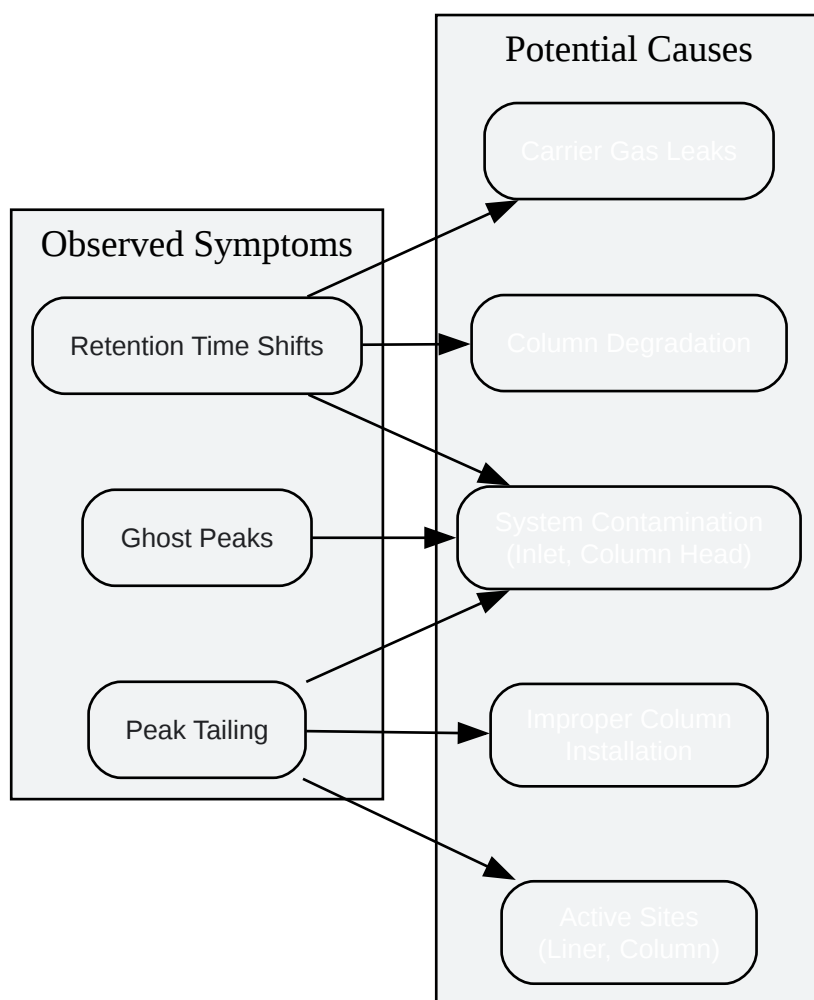 Potential Causes
Carrier Gas Leaks
Observed Symptoms
Retention Time Shifts
Column Degradation
Ghost Peaks
System Contamination
(Inlet, Column Head)
Peak Tailing
Improper Column
Installation
Active Sites
(Liner, Column)